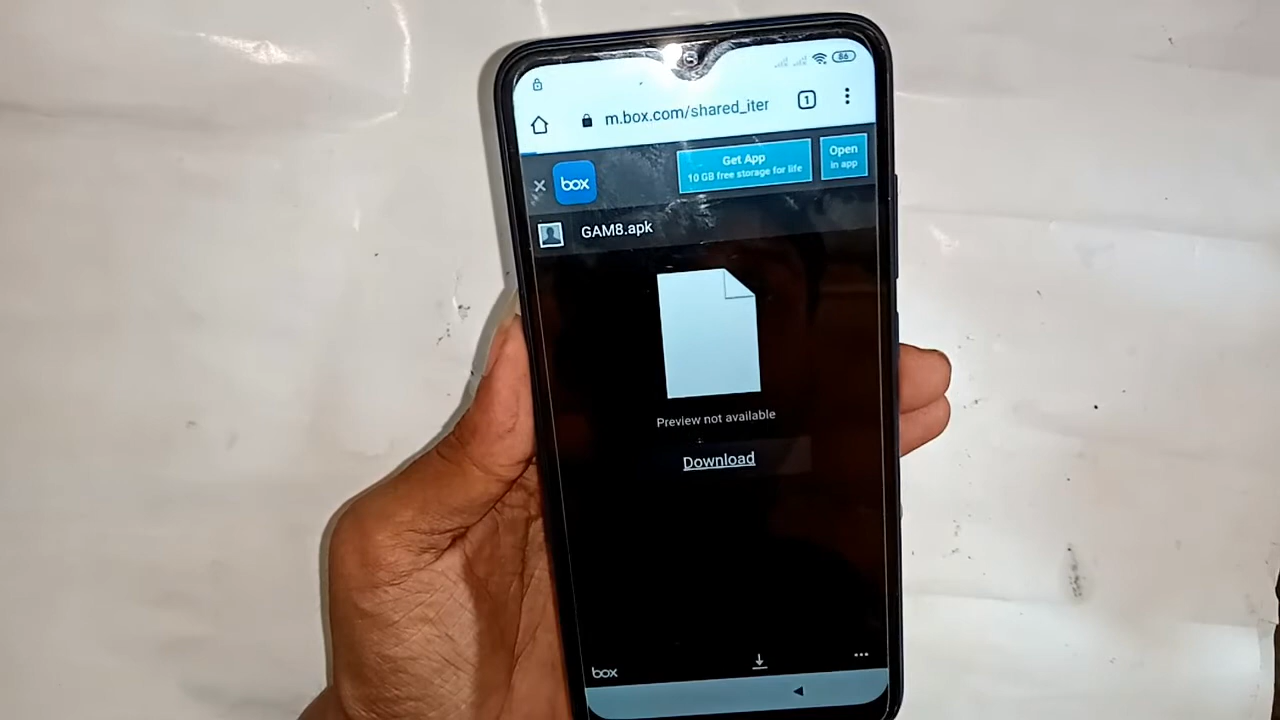 86
m.box.com/shared_iter
1
box
Get App
10 GB free storage for life
Open
in app
GAM8.apk
Preview not available
Download
box